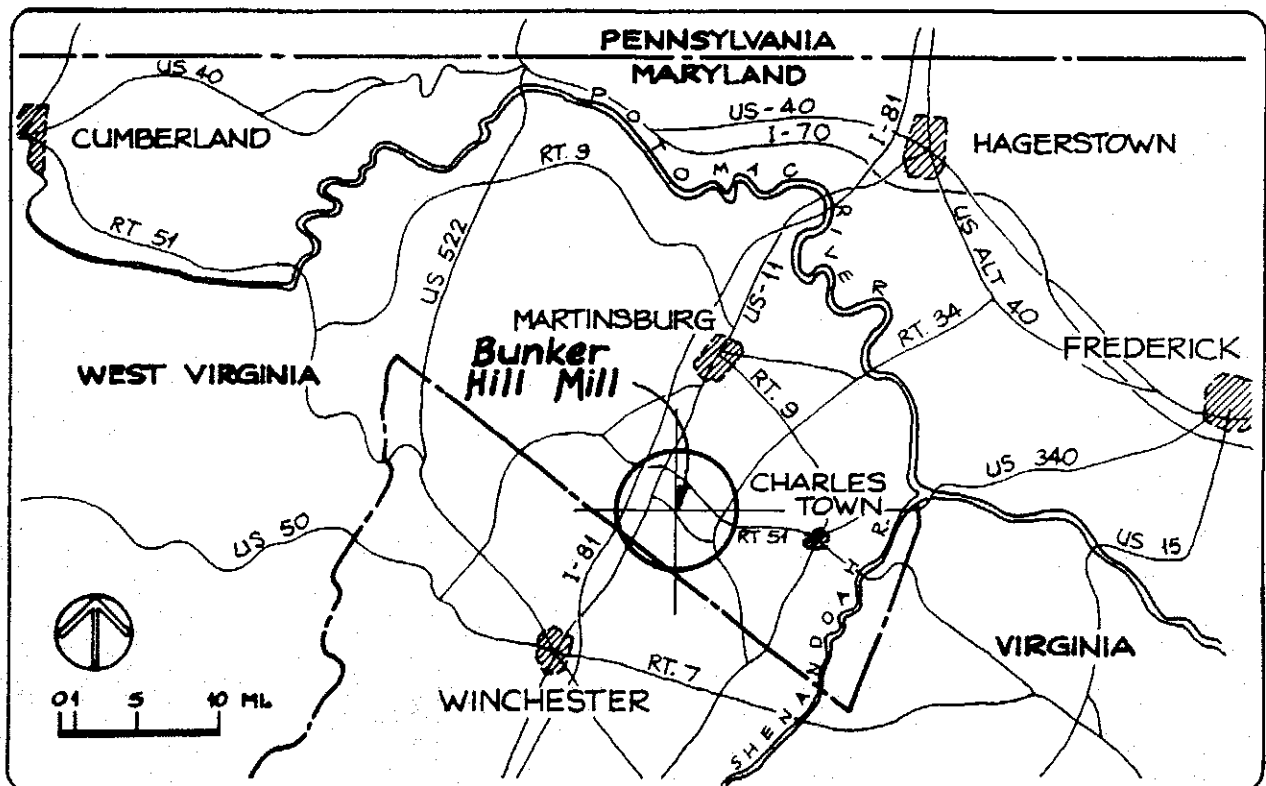 PENNSYLVANIA
MARYLAND
US 40
CUMBERLAND
RT 51
POTOMAC RIVER
US-40
I-70
I-81
HAGERSTOWN
RT. 9
US 522
US-11
US ALT 40
RT. 34
MARTINSBURG
FREDERICK
WEST VIRGINIA
Bunker
Hill Mill
RT. 9
US 340
CHARLES
TOWN
RT 51
US 50
I-81
US 15
SHENANDOAH R.
VIRGINIA
RT. 7
WINCHESTER
0 1 5 10 MI.